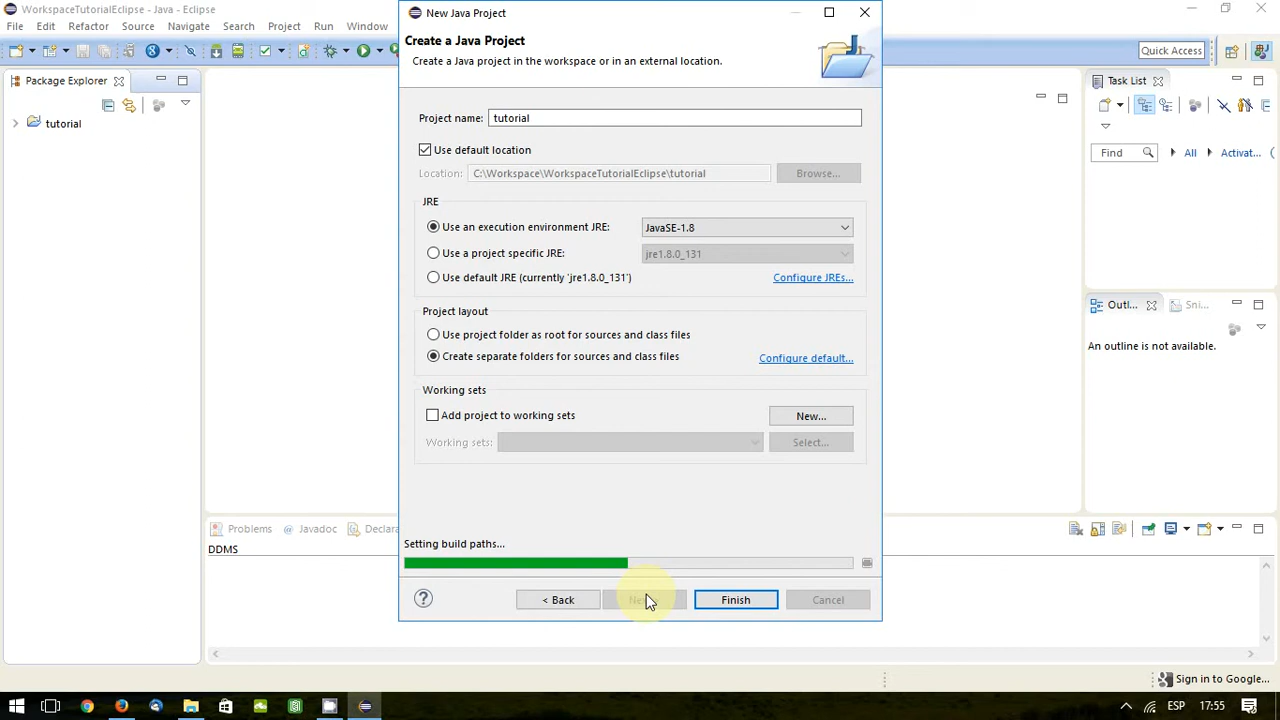 WorkspaceTutorialEclipse - Java - Eclipse
File Edit Refactor Source Navigate Search Project Run Window
Quick Access
Package Explorer
tutorial
New Java Project
Create a Java Project
Create a Java project in the workspace or in an external location.
Project name: tutorial
Use default location
Location: C:\Workspace\WorkspaceTutorialEclipse\tutorial Browse...
JRE
Use an execution environment JRE: JavaSE-1.8
Use a project specific JRE: jre1.8.0_131
Use default JRE (currently 'jre1.8.0_131') Configure JREs...
Project layout
Use project folder as root for sources and class files
Create separate folders for sources and class files Configure default...
Working sets
Add project to working sets New...
Working sets: Select...
Setting build paths...
< Back Finish Cancel
Task List
Find All Activat...
Outl... Sni...
An outline is not available.
Problems @ Javadoc Declara
DDMS
Sign in to Google...
ESP 17:55